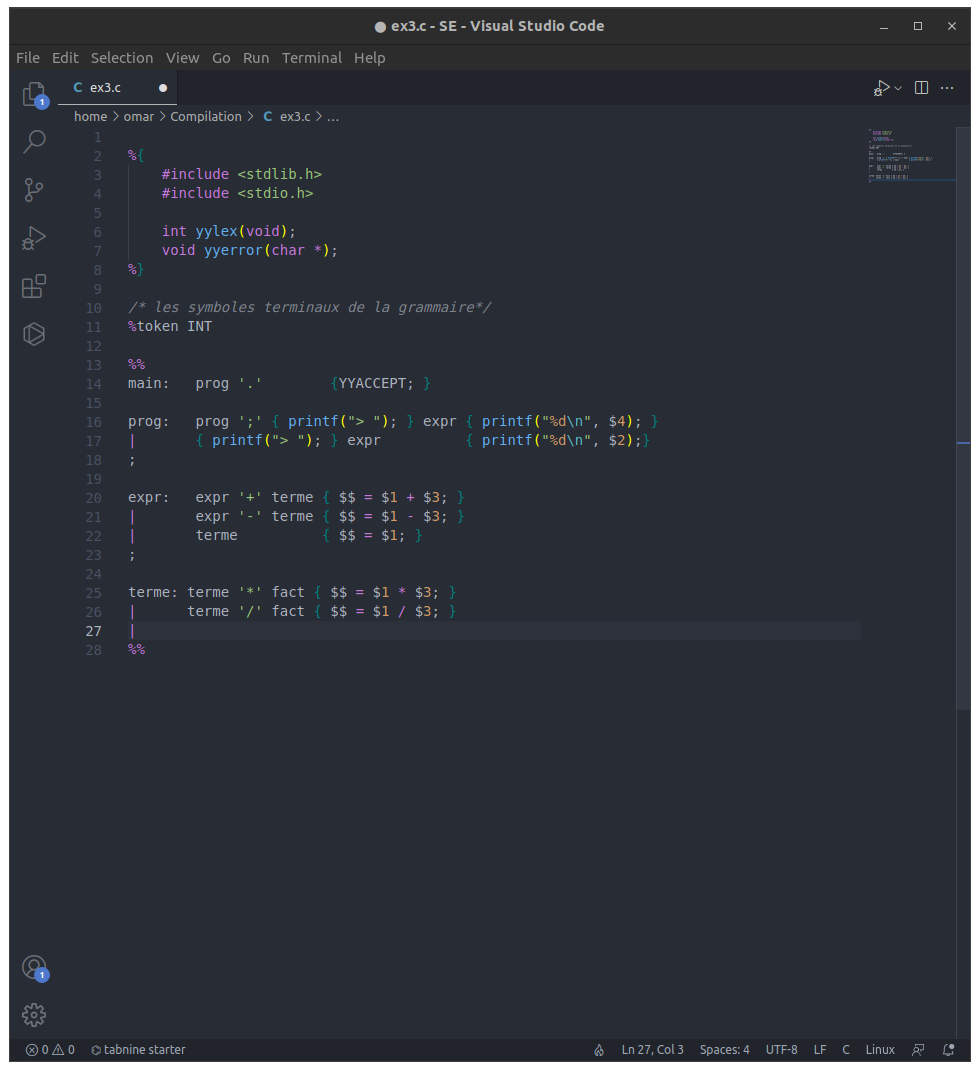 ex3.c - SE - Visual Studio Code
File Edit Selection View Go Run Terminal Help
C ex3.c
home > omar > Compilation > C ex3.c > ...
1
2 %{
3     #include <stdlib.h>
4     #include <stdio.h>
5
6     int yylex(void);
7     void yyerror(char *);
8 %}
9
10 /* les symboles terminaux de la grammaire*/
11 %token INT
12
13 %%
14 main:   prog '.'        {YYACCEPT; }
15
16 prog:   prog ';' { printf("> "); } expr { printf("%d\n", $4); }
17 |       { printf("> "); } expr          { printf("%d\n", $2);}
18 ;
19
20 expr:   expr '+' terme { $$ = $1 + $3; }
21 |       expr '-' terme { $$ = $1 - $3; }
22 |       terme          { $$ = $1; }
23 ;
24
25 terme: terme '*' fact { $$ = $1 * $3; }
26 |      terme '/' fact { $$ = $1 / $3; }
27 |
28 %%
1
1
0 0 tabnine starter Ln 27, Col 3 Spaces: 4 UTF-8 LF C Linux